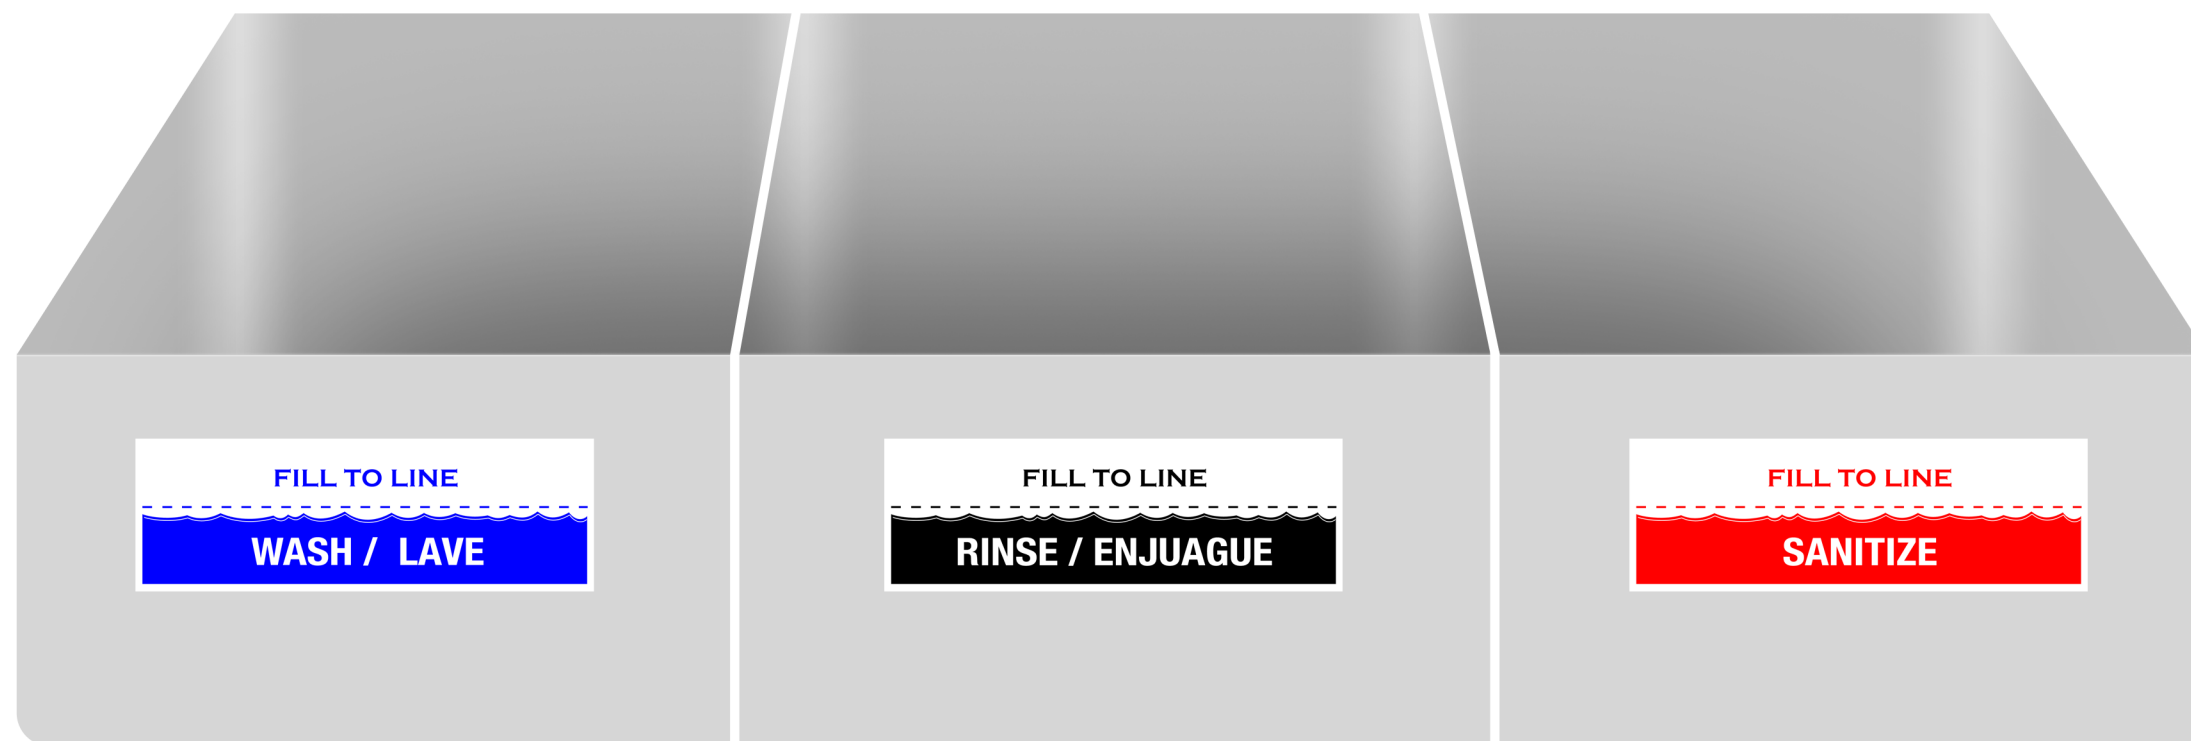 FILL TO LINE
WASH / LAVE
FILL TO LINE
RINSE / ENJUAGUE
FILL TO LINE
SANITIZE